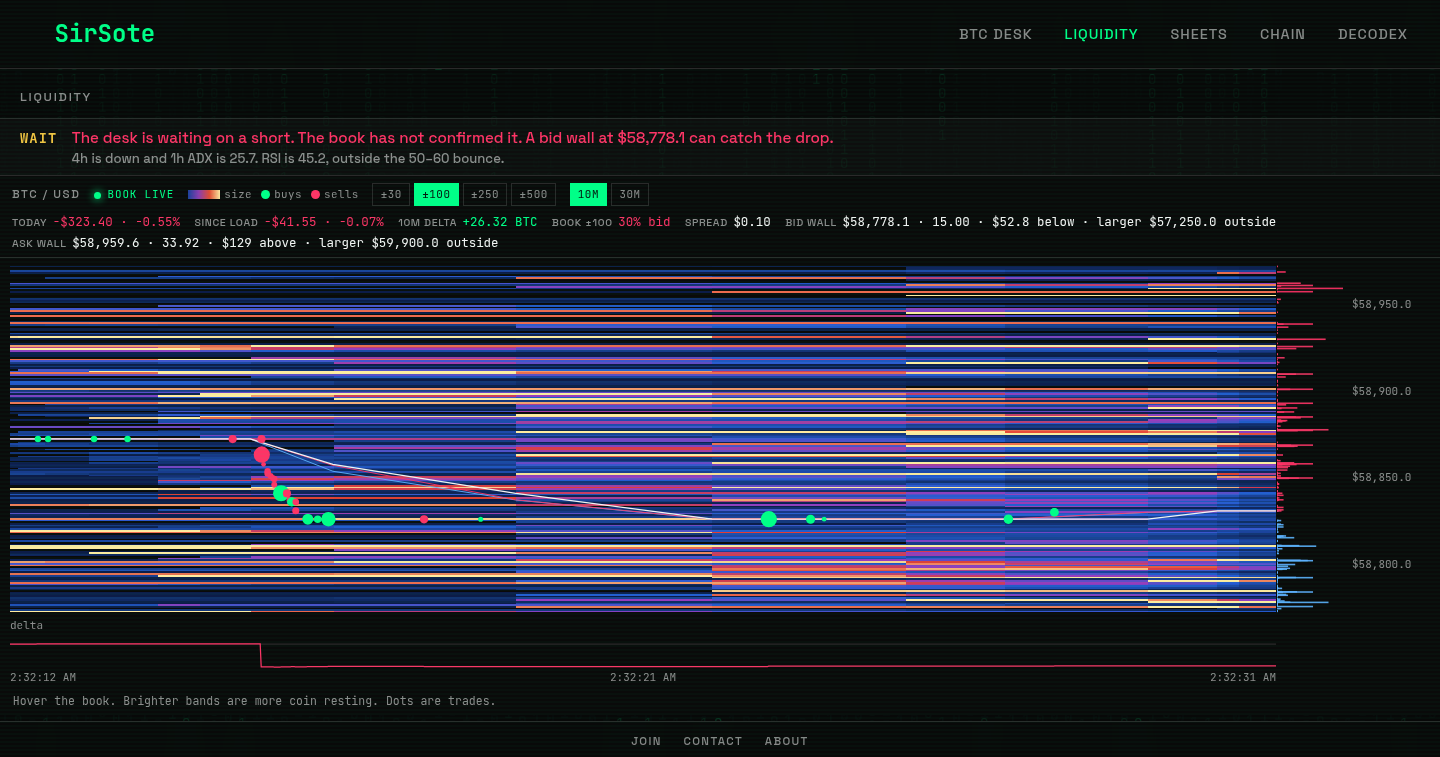 SirSote
BTC DESK LIQUIDITY SHEETS CHAIN DECODEX
LIQUIDITY
WAIT The desk is waiting on a short. The book has not confirmed it. A bid wall at $58,778.1 can catch the drop.
4h is down and 1h ADX is 25.7. RSI is 45.2, outside the 50–60 bounce.
BTC / USD BOOK LIVE size buys sells ±30 ±100 ±250 ±500 10M 30M
TODAY -$323.40 · -0.55% SINCE LOAD -$41.55 · -0.07% 10M DELTA +26.32 BTC BOOK ±100 30% bid SPREAD $0.10 BID WALL $58,778.1 · 15.00 · $52.8 below · larger $57,250.0 outside
ASK WALL $58,959.6 · 33.92 · $129 above · larger $59,900.0 outside
$58,950.0
$58,900.0
$58,850.0
$58,800.0
delta
2:32:12 AM 2:32:21 AM 2:32:31 AM
Hover the book. Brighter bands are more coin resting. Dots are trades.
JOIN CONTACT ABOUT